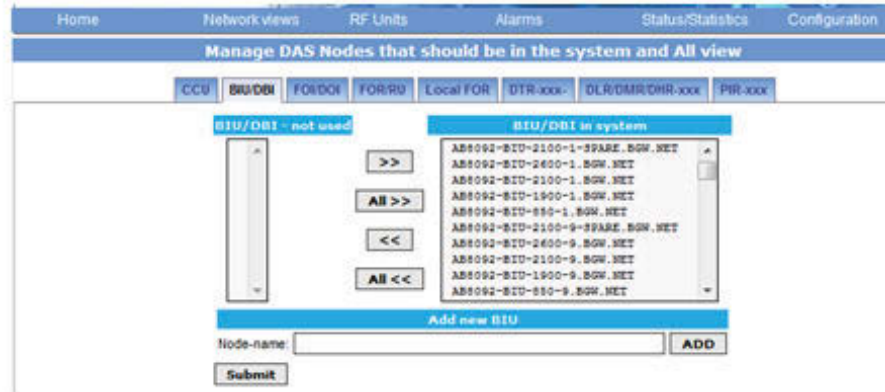 Home Network views RF Units Alarms Status/Statistics Configuration
Manage DAS Nodes that should be in the system and All view
CCU BIU/DBI FOI/DOI FOR/RU Local FOR DTR-xxx- DLR/DMR/DHR-xxx PIR-xxx
BIU/DBI - not used BIU/DBI in system
>>
All >>
<<
All <<
AB8092-BIU-2100-1-SPARE.BGW.NET
AB8092-BIU-2600-1.BGW.NET
AB8092-BIU-2100-1.BGW.NET
AB8092-BIU-1900-1.BGW.NET
AB8092-BIU-850-1.BGW.NET
AB8092-BIU-2100-9-SPARE.BGW.NET
AB8092-BIU-2600-9.BGW.NET
AB8092-BIU-2100-9.BGW.NET
AB8092-BIU-1900-9.BGW.NET
AB8092-BIU-850-9.BGW.NET
Add new BIU
Node-name: ADD
Submit